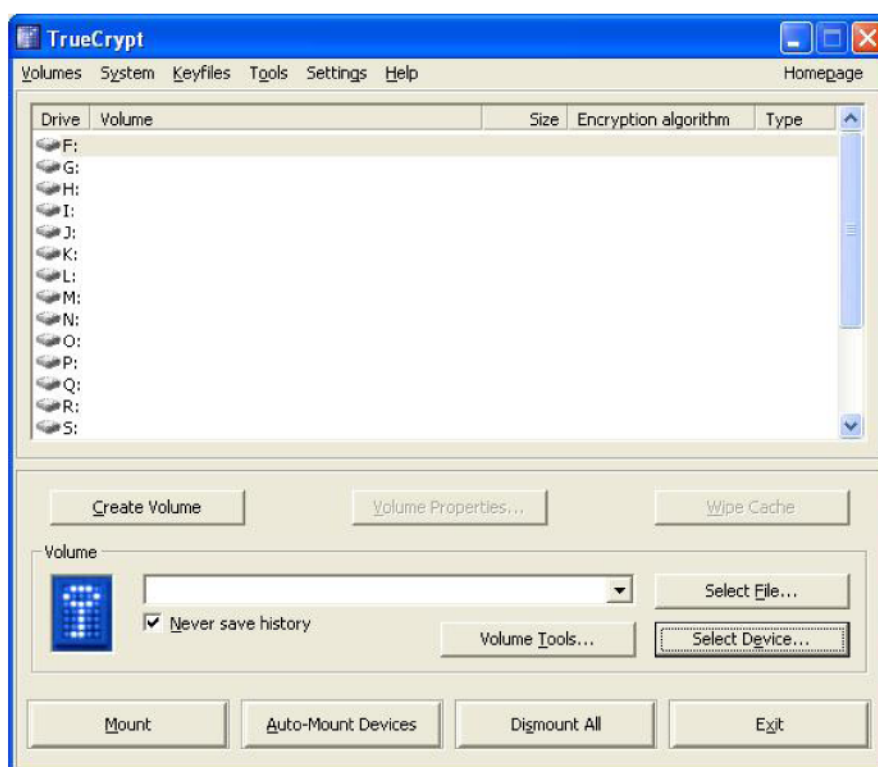 TrueCrypt
Volumes System Keyfiles Tools Settings Help Homepage
Drive Volume Size Encryption algorithm Type
F:
G:
H:
I:
J:
K:
L:
M:
N:
O:
P:
Q:
R:
S:
Create Volume Volume Properties... Wipe Cache
Volume
Select File...
Never save history
Volume Tools... Select Device...
Mount Auto-Mount Devices Dismount All Exit